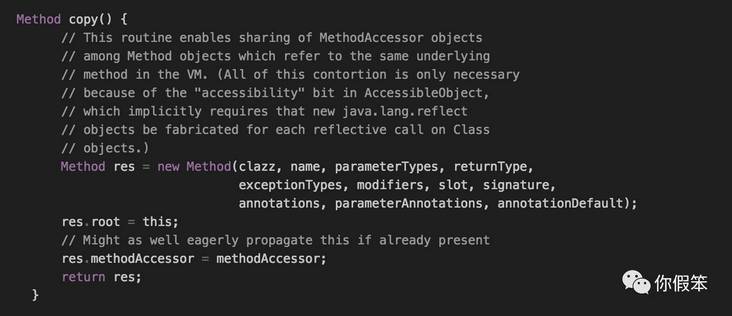 Method copy() {
// This routine enables sharing of MethodAccessor objects
// among Method objects which refer to the same underlying
// method in the VM. (All of this contortion is only necessary
// because of the "accessibility" bit in AccessibleObject,
// which implicitly requires that new java.lang.reflect
// objects be fabricated for each reflective call on Class
// objects.)
Method res = new Method(clazz, name, parameterTypes, returnType,
exceptionTypes, modifiers, slot, signature,
annotations, parameterAnnotations, annotationDefault);
res.root = this;
// Might as well eagerly propagate this if already present
res.methodAccessor = methodAccessor;
return res;
}
你假笨